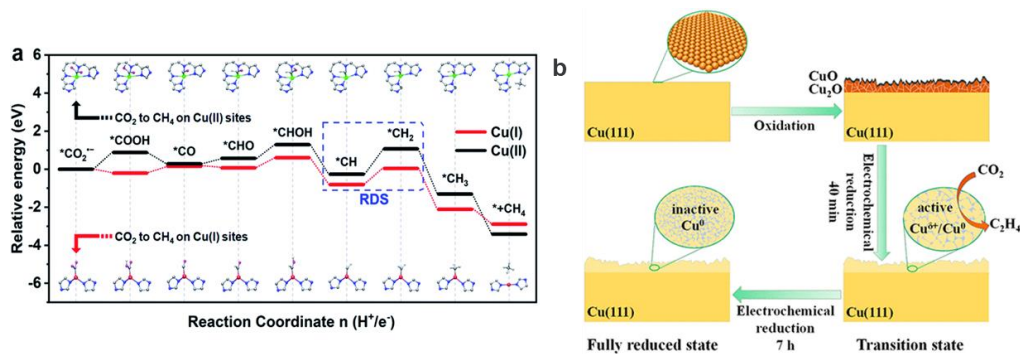 a
Relative energy (eV)
6
4
2
0
-2
-4
-6
CO₂ to CH₄ on Cu(II) sites
*CO₂•−
*COOH
*CO
*CHO
*CHOH
*CH
*CH₂
*CH₃
*+CH₄
RDS
Cu(I)
Cu(II)
CO₂ to CH₄ on Cu(I) sites
Reaction Coordinate n (H⁺/e⁻)
b
Cu(111)
Oxidation
CuO
Cu₂O
Cu(111)
Electrochemical
reduction
40 min
CO₂
active
Cuᵟ⁺/Cu⁰
C₂H₄
Cu(111)
Transition state
Electrochemical
reduction
7 h
inactive
Cu⁰
Cu(111)
Fully reduced state